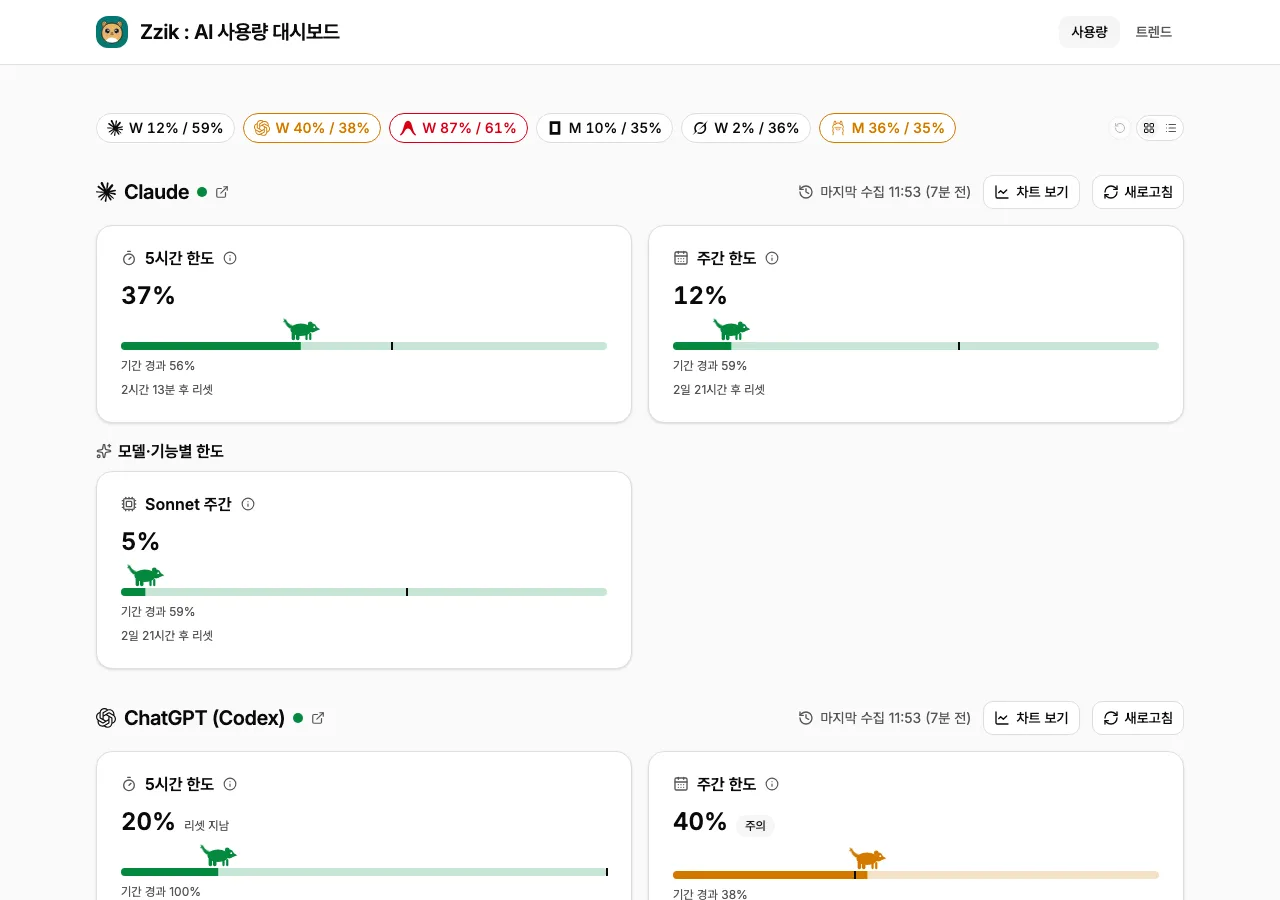 Zzik : AI 사용량 대시보드
사용량
트렌드
W 12% / 59%
W 40% / 38%
W 87% / 61%
M 10% / 35%
W 2% / 36%
M 36% / 35%
Claude
마지막 수집 11:53 (7분 전)
차트 보기
새로고침
5시간 한도
37%
기간 경과 56%
2시간 13분 후 리셋
주간 한도
12%
기간 경과 59%
2일 21시간 후 리셋
모델·기능별 한도
Sonnet 주간
5%
기간 경과 59%
2일 21시간 후 리셋
ChatGPT (Codex)
마지막 수집 11:53 (7분 전)
차트 보기
새로고침
5시간 한도
20% 리셋 지남
기간 경과 100%
주간 한도
40% 주의
기간 경과 38%